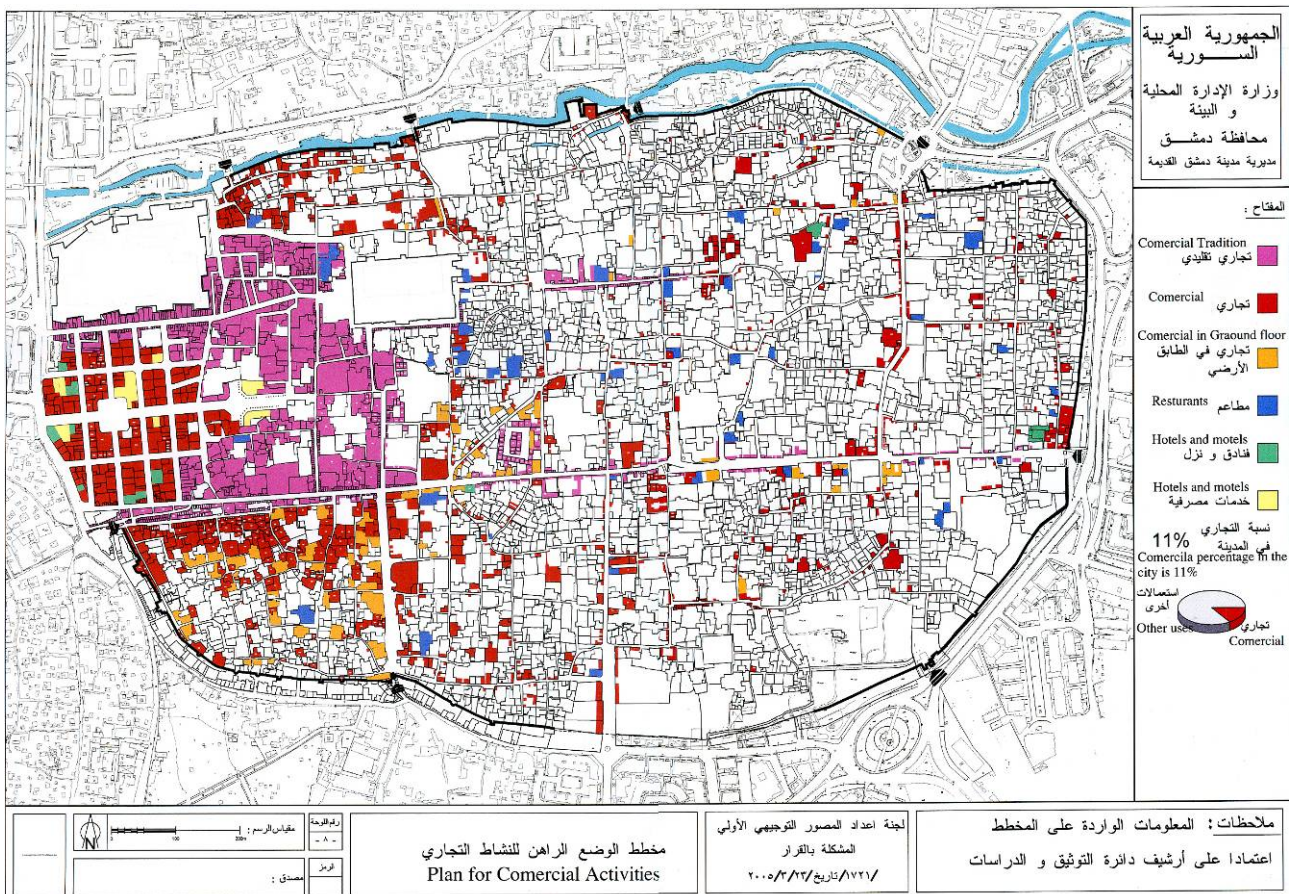 الجمهورية العربية
الســـــورية
وزارة الإدارة المحلية
و البيئة
محافظة دمشـــق
مديرية مدينة دمشق القديمة
المفتاح :
Comercial Tradition
تجاري تقليدي
Comercial
تجاري
Comercial in Graound floor
تجاري في الطابق
الأرضي
Resturants
مطاعم
Hotels and motels
فنادق و نزل
Hotels and motels
خدمات مصرفية
نسبة التجاري
في المدينة
11%
Comercila percentage in the
city is 11%
استعمالات
أخرى
Other uses
تجاري
Comercial
مقياس الرسم :
0
100
200m
مصدق :
رقم اللوحة
- ٨ -
الرمز
مخطط الوضع الراهن للنشاط التجاري
Plan for Comercial Activities
لجنة اعداد المصور التوجيهي الأولي
المشكلة بالقرار
/١٧٢١/تاريخ/٢٣/٣/٢٠٠٥
ملاحظات : المعلومات الواردة على المخطط
اعتمادا على أرشيف دائرة التوثيق و الدراسات